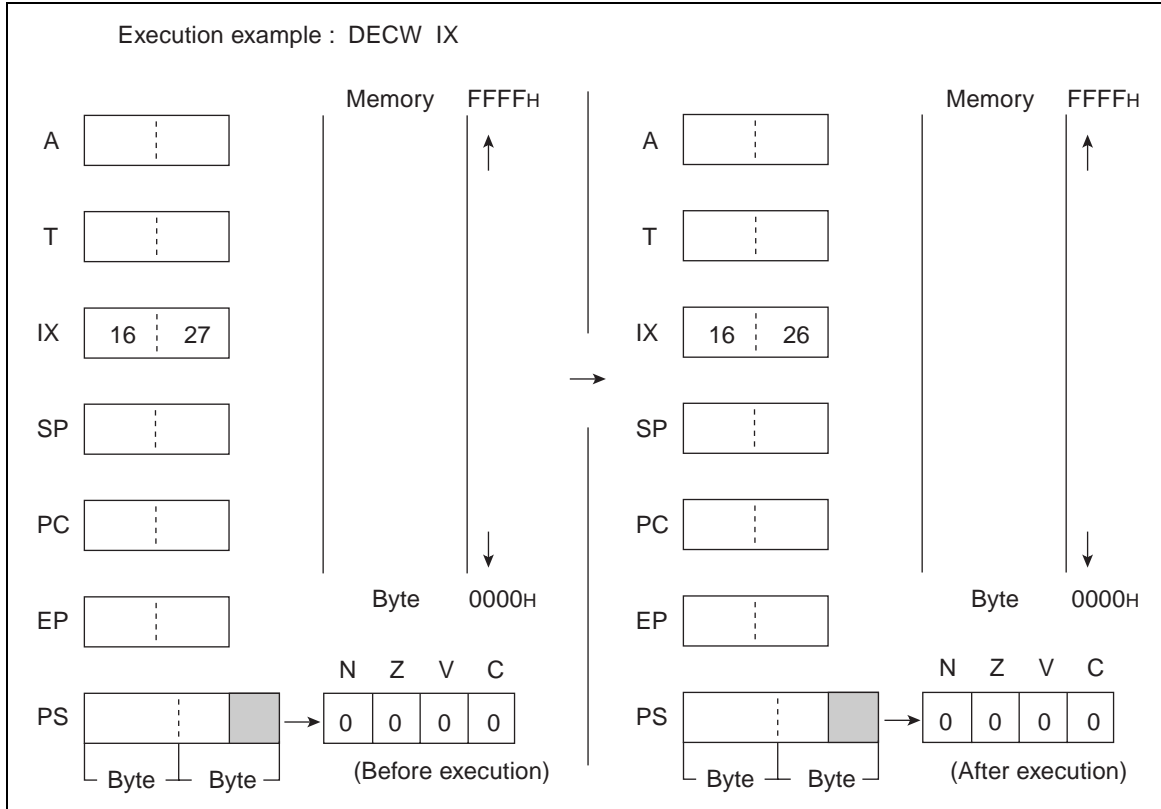 Execution example : DECW IX
Memory FFFFH
Memory FFFFH
A
A
T
T
IX 16 27
IX 16 26
SP
SP
PC
PC
Byte 0000H
Byte 0000H
EP
EP
N Z V C
N Z V C
PS 0 0 0 0
PS 0 0 0 0
Byte Byte (Before execution)
Byte Byte (After execution)